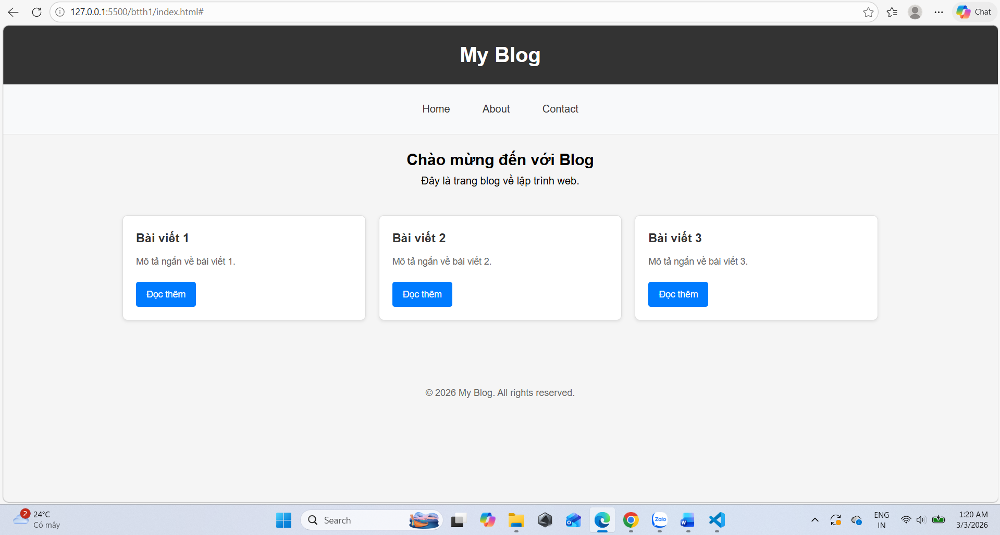 127.0.0.1:5500/btth1/index.html#
Chat
My Blog
Home About Contact
Chào mừng đến với Blog
Đây là trang blog về lập trình web.
Bài viết 1
Mô tả ngắn về bài viết 1.
Đọc thêm
Bài viết 2
Mô tả ngắn về bài viết 2.
Đọc thêm
Bài viết 3
Mô tả ngắn về bài viết 3.
Đọc thêm
© 2026 My Blog. All rights reserved.
2
24°C
Có mây
Search
Zalo
W
ENG
IN
1:20 AM
3/3/2026